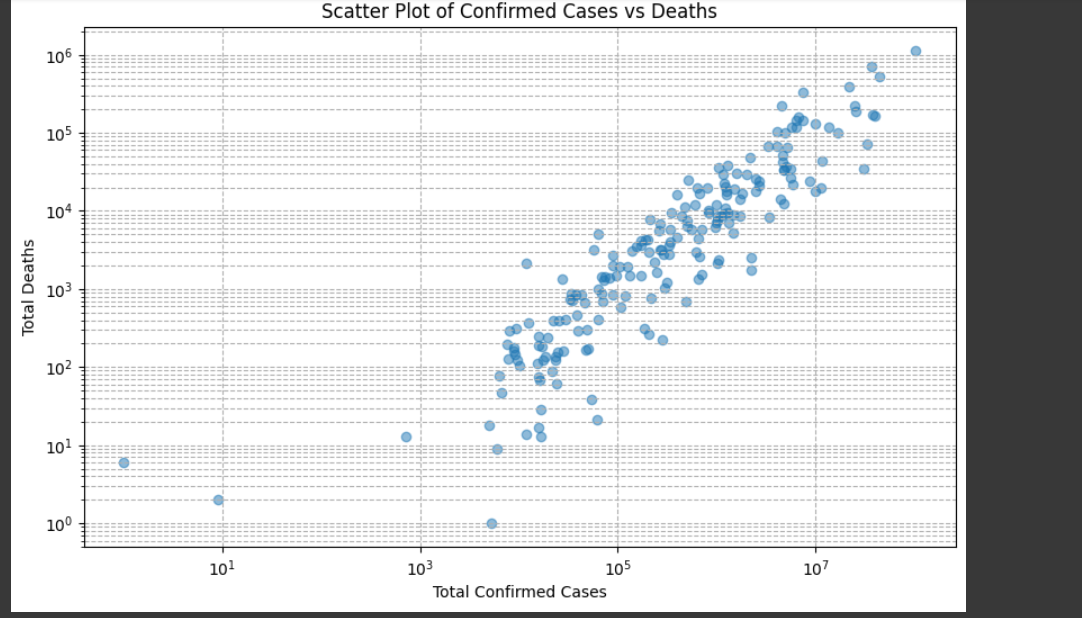 Scatter Plot of Confirmed Cases vs Deaths
10⁶
10⁵
10⁴
10³
10²
10¹
10⁰
Total Deaths
10¹ 10³ 10⁵ 10⁷
Total Confirmed Cases